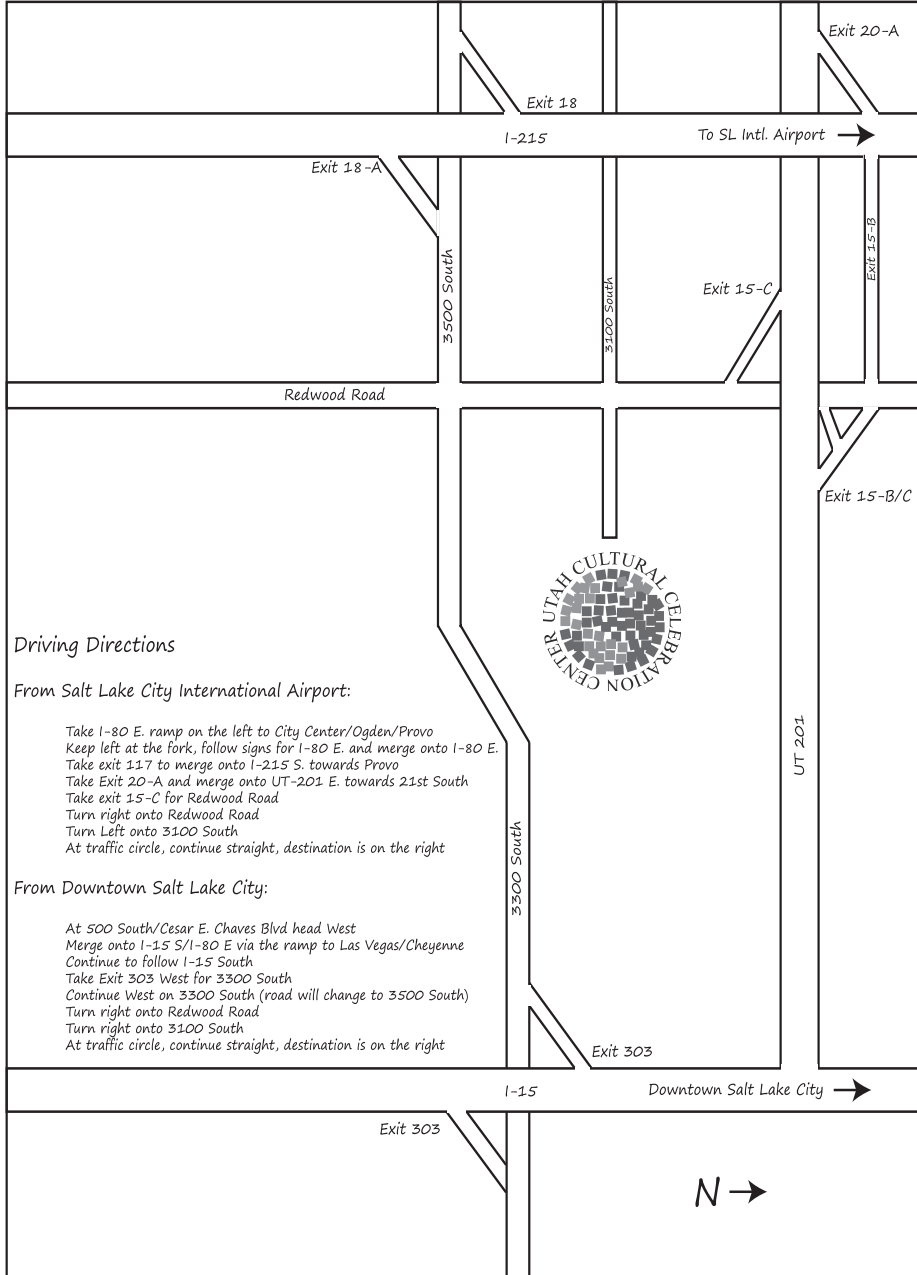 Exit 20-A
Exit 18
I-215
To SL Intl. Airport
Exit 18-A
3500 South
3100 South
Exit 15-B
Exit 15-C
Redwood Road
Exit 15-B/C
UTAH CULTURAL CELEBRATION CENTER
Driving Directions
From Salt Lake City International Airport:
Take I-80 E. ramp on the left to City Center/Ogden/Provo
Keep left at the fork, follow signs for I-80 E. and merge onto I-80 E.
Take exit 117 to merge onto I-215 S. towards Provo
Take Exit 20-A and merge onto UT-201 E. towards 21st South
Take exit 15-C for Redwood Road
Turn right onto Redwood Road
Turn Left onto 3100 South
At traffic circle, continue straight, destination is on the right
UT 201
3300 South
From Downtown Salt Lake City:
At 500 South/Cesar E. Chaves Blvd head West
Merge onto I-15 S/I-80 E via the ramp to Las Vegas/Cheyenne
Continue to follow I-15 South
Take Exit 303 West for 3300 South
Continue West on 3300 South (road will change to 3500 South)
Turn right onto Redwood Road
Turn right onto 3100 South
At traffic circle, continue straight, destination is on the right
Exit 303
I-15
Downtown Salt Lake City
Exit 303
N